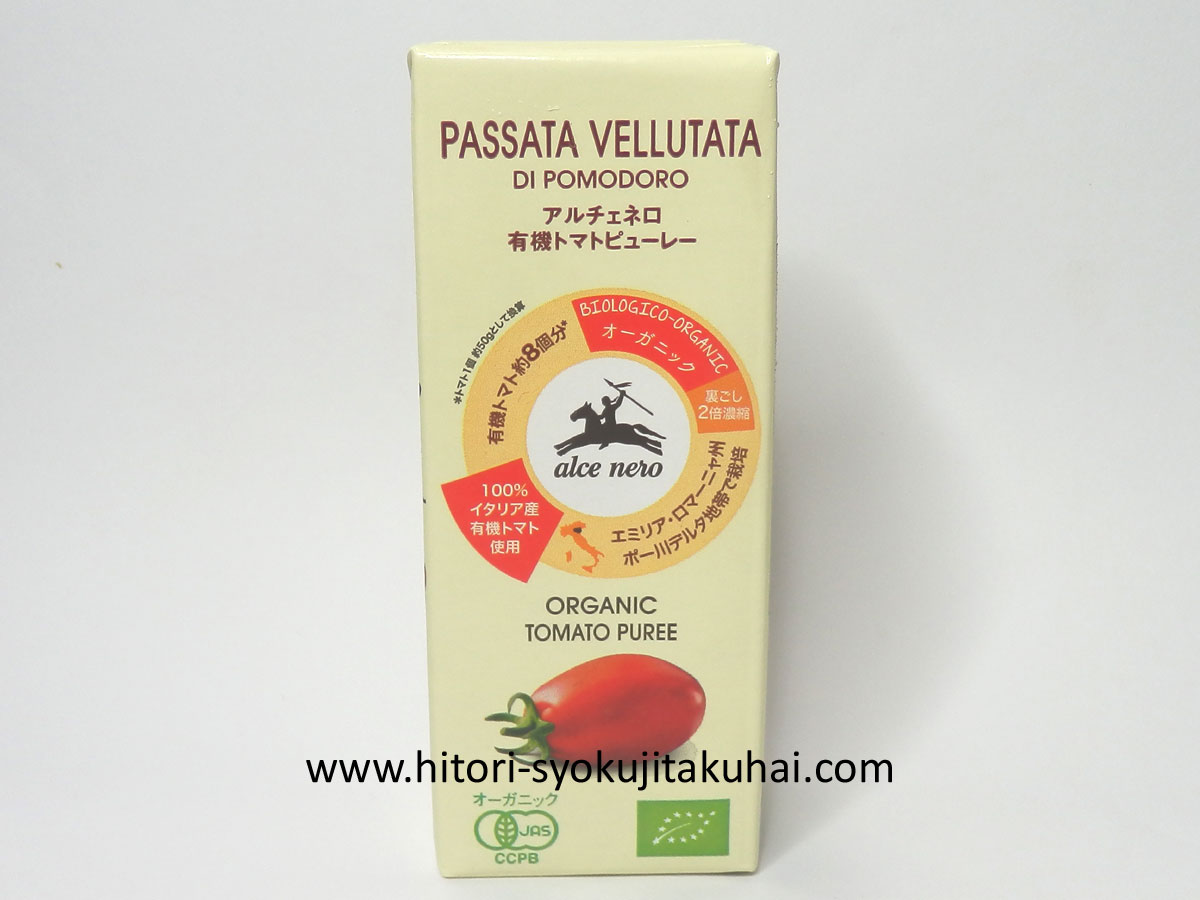 PASSATA VELLUTATA
DI POMODORO
アルチェネロ
有機トマトピューレー
*トマト1個 約50gとして換算
有機トマト約8個分*
BIOLOGICO-ORGANIC
オーガニック
裏ごし
2倍濃縮
alce nero
エミリア・ロマーニャ州
ポー川デルタ地帯で栽培
100%
イタリア産
有機トマト
使用
ORGANIC
TOMATO PUREE
www.hitori-syokujitakuhai.com
オーガニック
JAS
CCPB